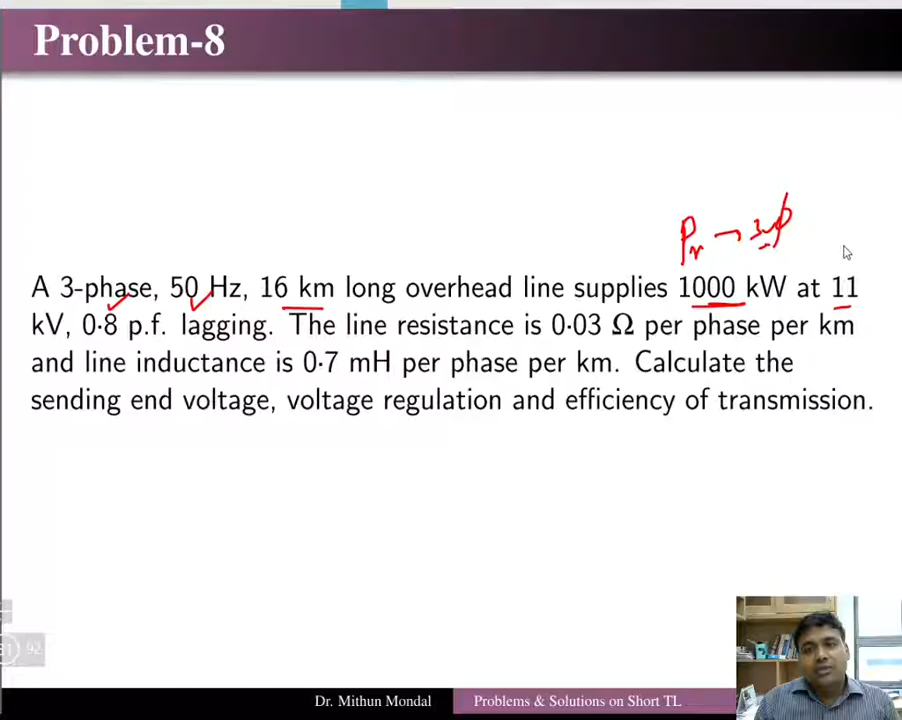 Problem-8
P_r → 3-ϕ
A 3-phase, 50 Hz, 16 km long overhead line supplies 1000 kW at 11
kV, 0·8 p.f. lagging. The line resistance is 0·03 Ω per phase per km
and line inductance is 0·7 mH per phase per km. Calculate the
sending end voltage, voltage regulation and efficiency of transmission.
92
Dr. Mithun Mondal
Problems & Solutions on Short TL